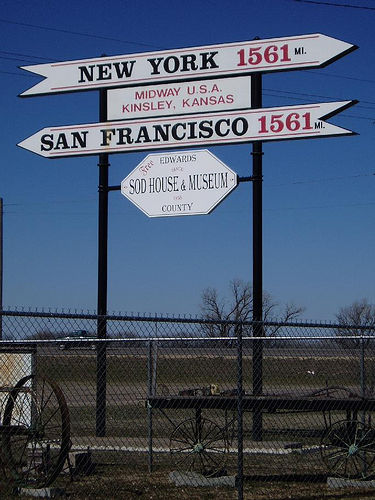 NEW YORK 1561 MI.
MIDWAY U.S.A.
KINSLEY, KANSAS
SAN FRANCISCO 1561 MI.
Free EDWARDS
SOD HOUSE & MUSEUM
COUNTY